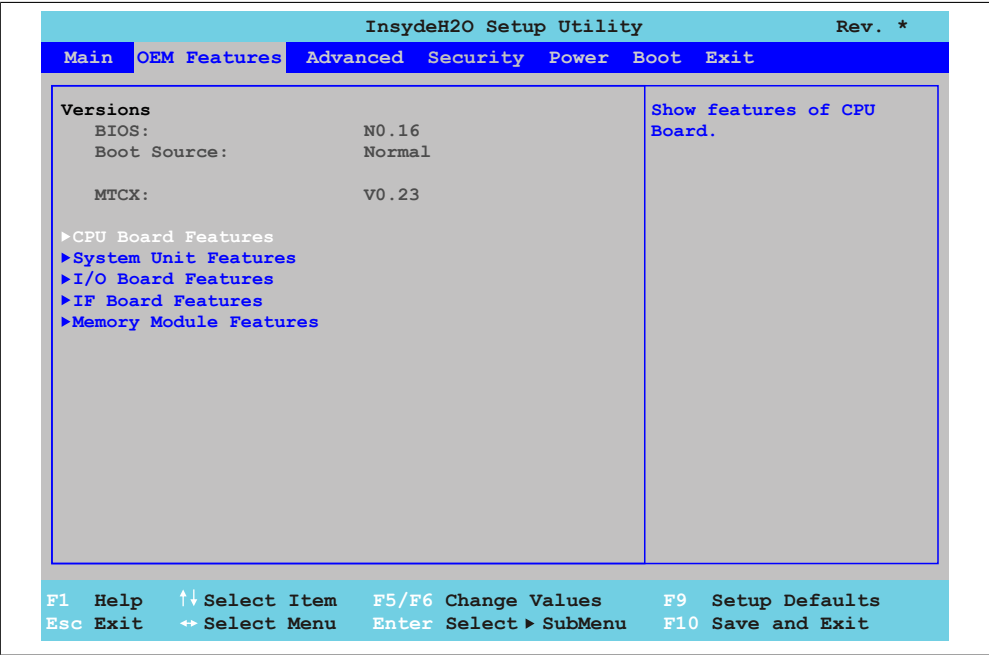 InsydeH2O Setup Utility Rev. *
Main OEM Features Advanced Security Power Boot Exit
Versions
BIOS: N0.16
Boot Source: Normal
MTCX: V0.23
▶CPU Board Features
▶System Unit Features
▶I/O Board Features
▶IF Board Features
▶Memory Module Features
Show features of CPU
Board.
F1 Help ↑↓ Select Item F5/F6 Change Values F9 Setup Defaults
Esc Exit ↔ Select Menu Enter Select ▶ SubMenu F10 Save and Exit